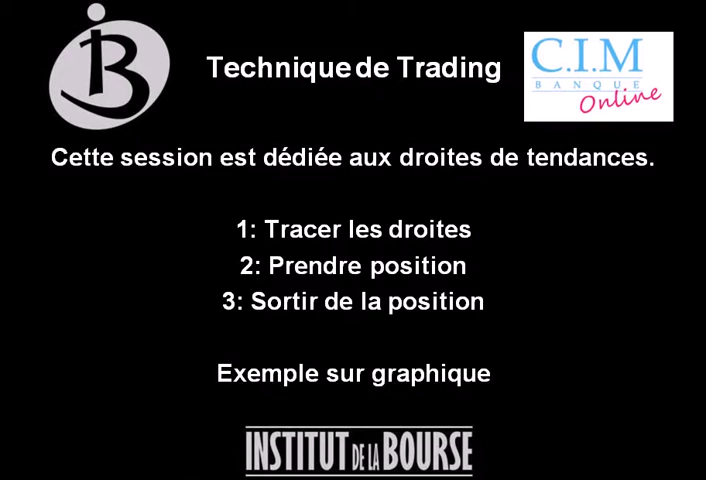 Technique de Trading
C.I.M
BANQUE
Online
Cette session est dédiée aux droites de tendances.
1: Tracer les droites
2: Prendre position
3: Sortir de la position
Exemple sur graphique
INSTITUT DE LA BOURSE